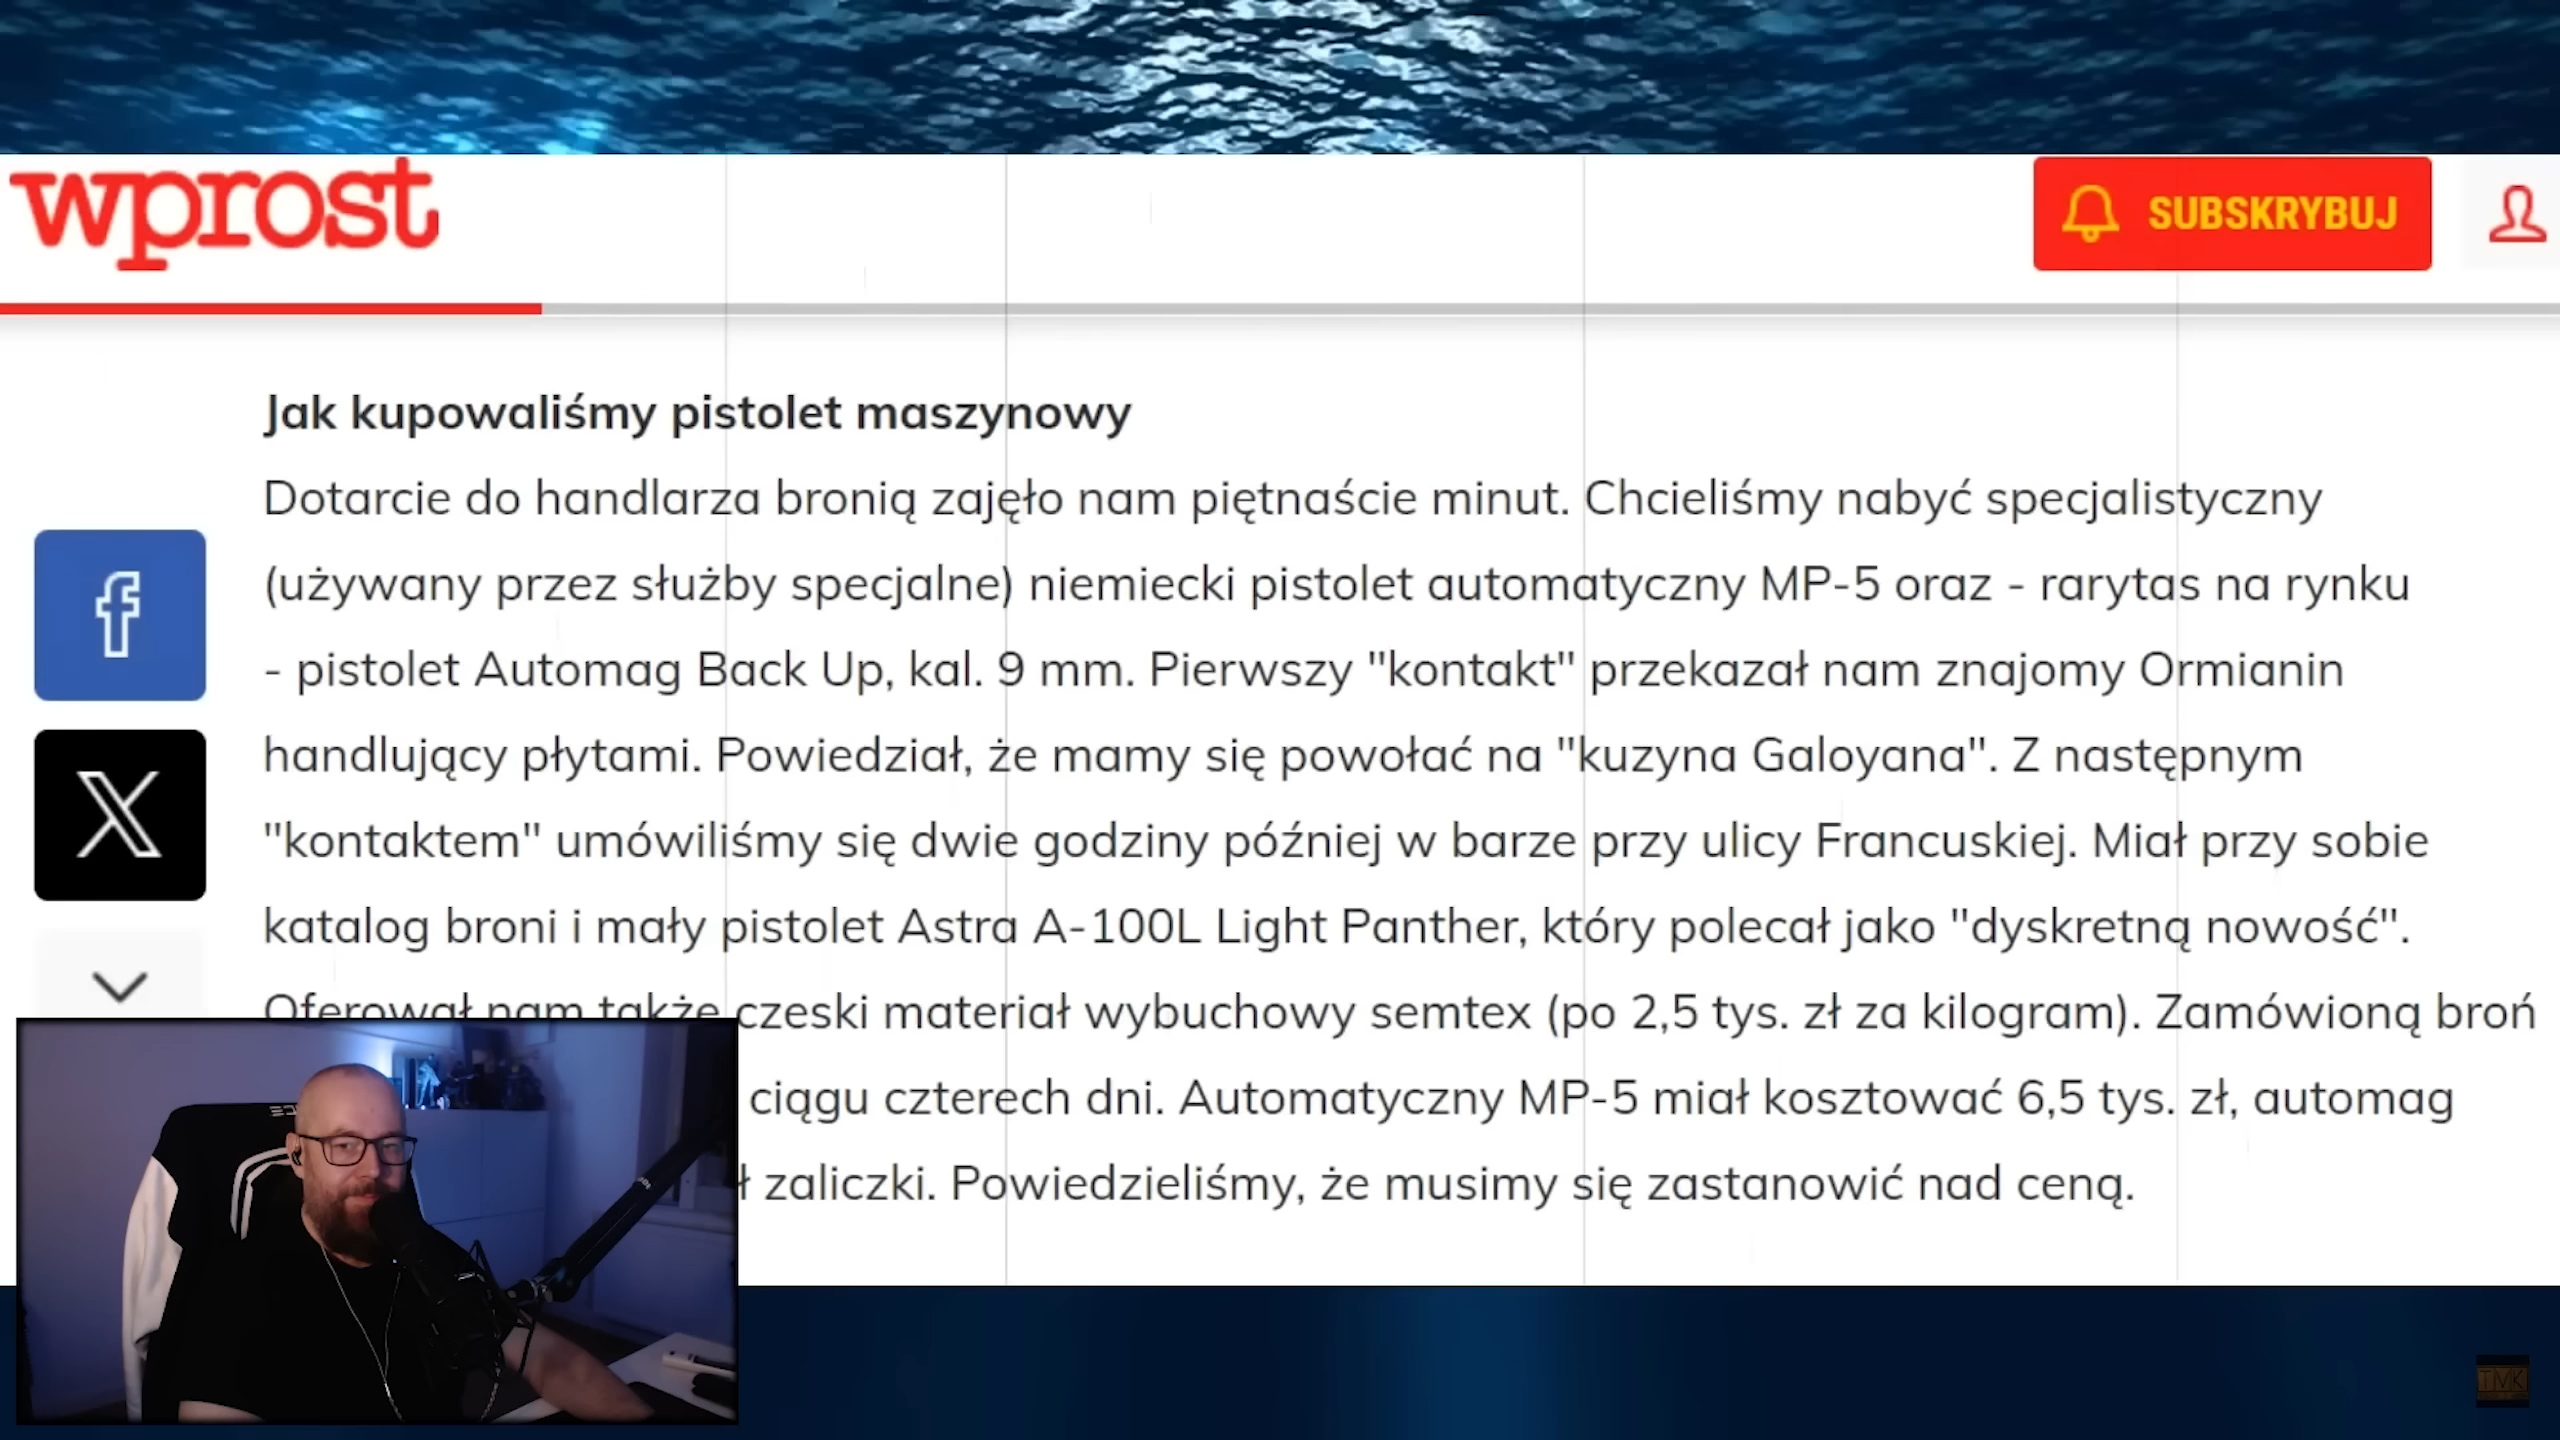 wprost
SUBSKRYBUJ
Jak kupowaliśmy pistolet maszynowy
Dotarcie do handlarza bronią zajęło nam piętnaście minut. Chcieliśmy nabyć specjalistyczny
(używany przez służby specjalne) niemiecki pistolet automatyczny MP-5 oraz - rarytas na rynku
- pistolet Automag Back Up, kal. 9 mm. Pierwszy "kontakt" przekazał nam znajomy Ormianin
handlujący płytami. Powiedział, że mamy się powołać na "kuzyna Galoyana". Z następnym
"kontaktem" umówiliśmy się dwie godziny później w barze przy ulicy Francuskiej. Miał przy sobie
katalog broni i mały pistolet Astra A-100L Light Panther, który polecał jako "dyskretną nowość".
Oferował nam także czeski materiał wybuchowy semtex (po 2,5 tys. zł za kilogram). Zamówioną broń
ciągu czterech dni. Automatyczny MP-5 miał kosztować 6,5 tys. zł, automag
ł zaliczki. Powiedzieliśmy, że musimy się zastanowić nad ceną.
TMK